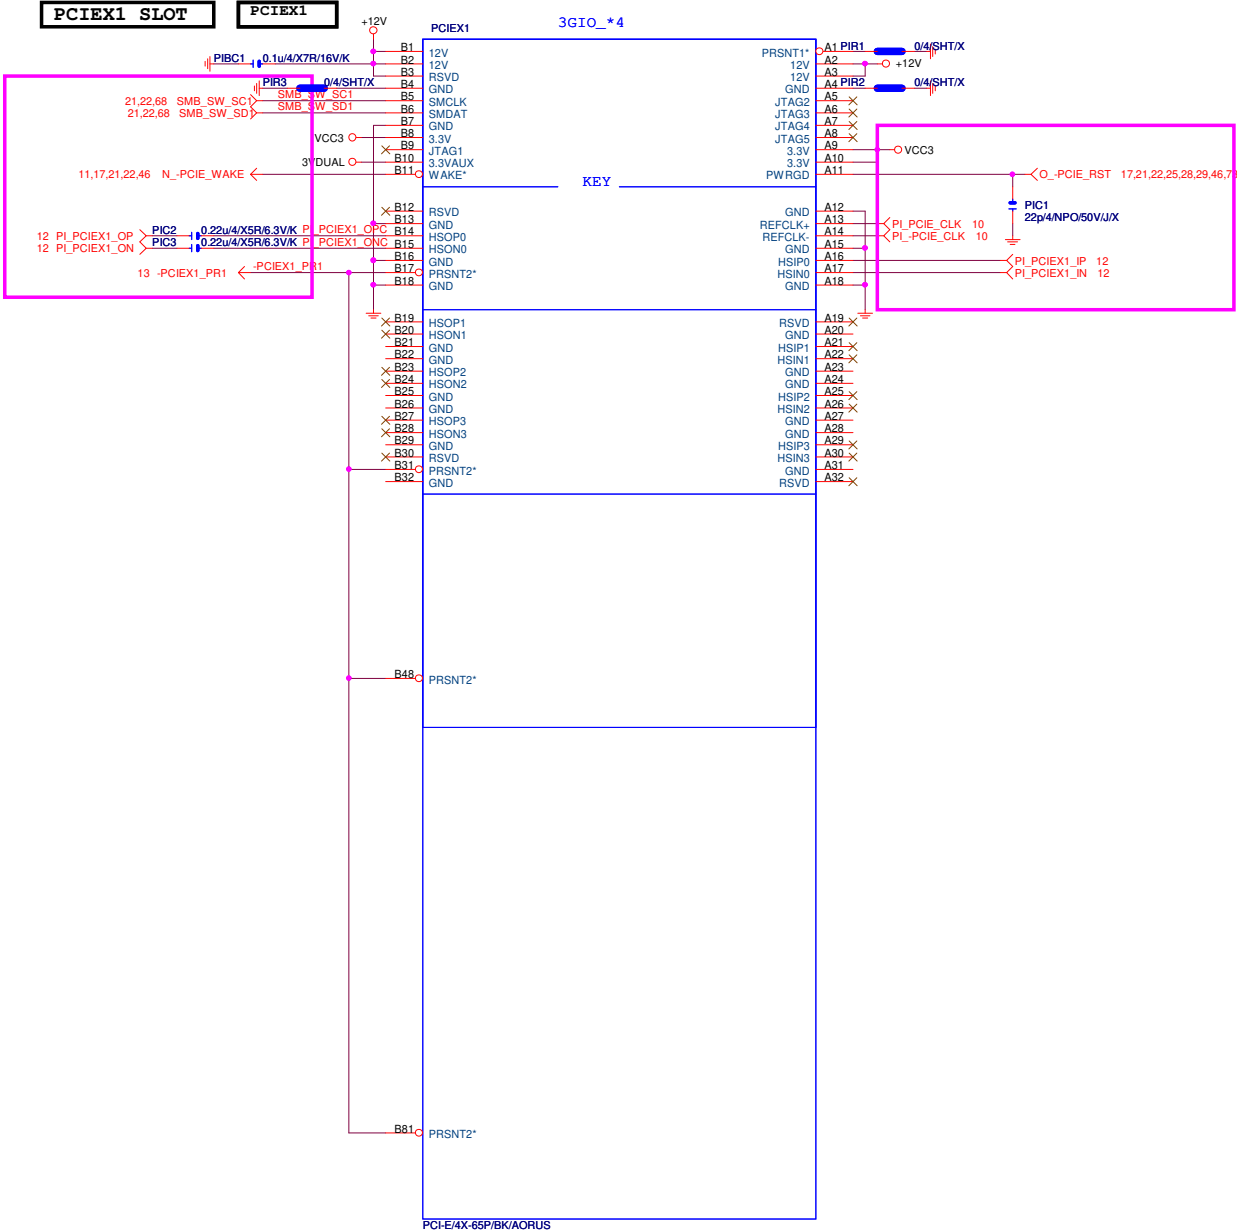 PCIEX1 SLOT
PCIEX1
+12V
PCIEX1
3GIO_*4
PIBC1 0.1u/4/X7R/16V/K
PIR3 0/4/SHT/X
21,22,68 SMB_SW_SC1
SMB_SW_SC1
21,22,68 SMB_SW_SD1
SMB_SW_SD1
VCC3
3VDUAL
11,17,21,22,46 N_-PCIE_WAKE
12 PI_PCIEX1_OP PIC2 0.22u/4/X5R/6.3V/K PI_PCIEX1_OPC
12 PI_PCIEX1_ON PIC3 0.22u/4/X5R/6.3V/K PI_PCIEX1_ONC
13 -PCIEX1_PR1 -PCIEX1_PR1
B1 12V
B2 12V
B3 RSVD
B4 GND
B5 SMCLK
B6 SMDAT
B7 GND
B8 3.3V
B9 JTAG1
B10 3.3VAUX
B11 WAKE*
KEY
B12 RSVD
B13 GND
B14 HSOP0
B15 HSON0
B16 GND
B17 PRSNT2*
B18 GND
B19 HSOP1
B20 HSON1
B21 GND
B22 GND
B23 HSOP2
B24 HSON2
B25 GND
B26 GND
B27 HSOP3
B28 HSON3
B29 GND
B30 RSVD
B31 PRSNT2*
B32 GND
B48 PRSNT2*
B81 PRSNT2*
PRSNT1* A1 PIR1 0/4/SHT/X
12V A2 +12V
12V A3
GND A4 PIR2 0/4/SHT/X
JTAG2 A5
JTAG3 A6
JTAG4 A7
JTAG5 A8
3.3V A9 VCC3
3.3V A10
PWRGD A11 O_-PCIE_RST
17,21,22,25,28,29,46,7
PIC1
22p/4/NPO/50V/J/X
GND A12
REFCLK+ A13 PI_PCIE_CLK 10
REFCLK- A14 PI_-PCIE_CLK 10
GND A15
HSIP0 A16 PI_PCIEX1_IP 12
HSIN0 A17 PI_PCIEX1_IN 12
GND A18
RSVD A19
GND A20
HSIP1 A21
HSIN1 A22
GND A23
GND A24
HSIP2 A25
HSIN2 A26
GND A27
GND A28
HSIP3 A29
HSIN3 A30
GND A31
RSVD A32
PCI-E/4X-65P/BK/AORUS